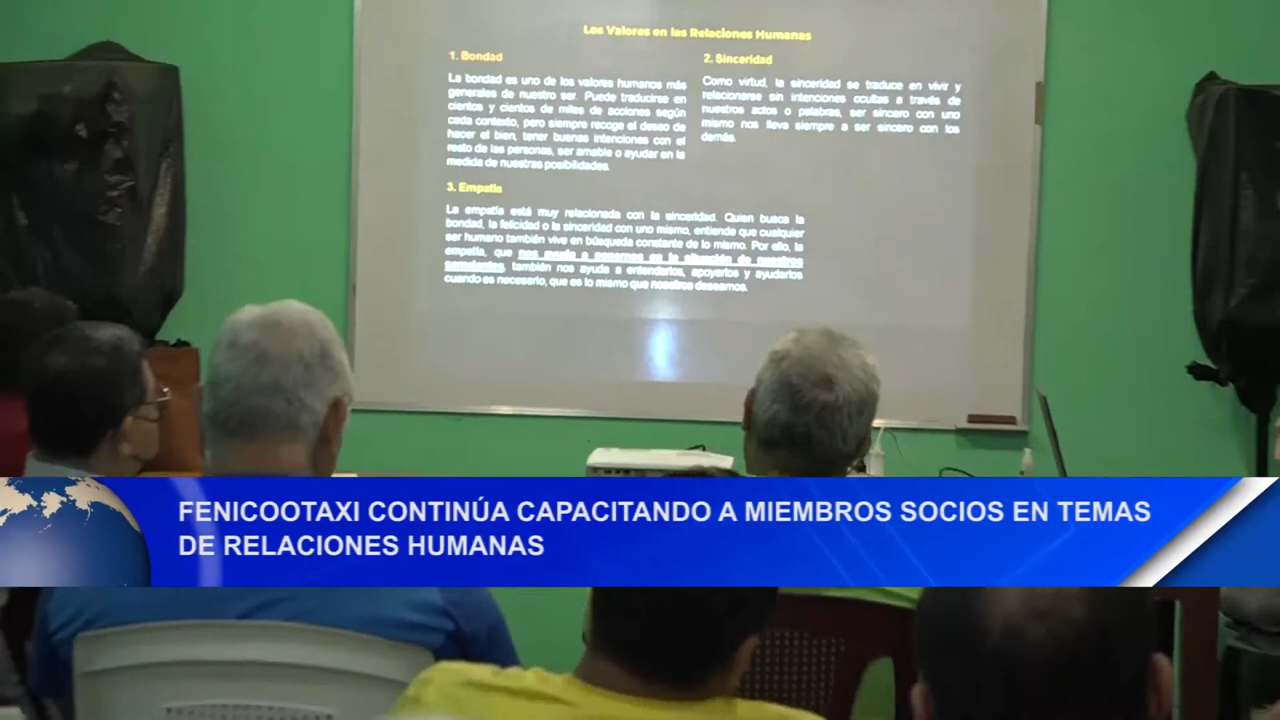 Los Valores en las Relaciones Humanas
1. Bondad
La bondad es uno de los valores humanos más
generales de nuestro ser. Puede traducirse en
cientos y cientos de miles de acciones según
cada contexto, pero siempre recoge el deseo de
hacer el bien, tener buenas intenciones con el
resto de las personas, ser amable o ayudar en la
medida de nuestras posibilidades.
2. Sinceridad
Como virtud, la sinceridad se traduce en vivir y
relacionarse sin intenciones ocultas a través de
nuestros actos o palabras, ser sincero con uno
mismo nos lleva siempre a ser sincero con los
demás.
3. Empatía
La empatía está muy relacionada con la sinceridad. Quien busca la
bondad, la felicidad o la sinceridad con uno mismo, entiende que cualquier
ser humano también vive en búsqueda constante de lo mismo. Por ello, la
empatía, que nos ayuda a ponernos en la situación de nuestros
semejantes, también nos ayuda a entenderlos, apoyarlos y ayudarlos
cuando es necesario, que es lo mismo que nosotros deseamos.
FENICOOTAXI CONTINÚA CAPACITANDO A MIEMBROS SOCIOS EN TEMAS
DE RELACIONES HUMANAS